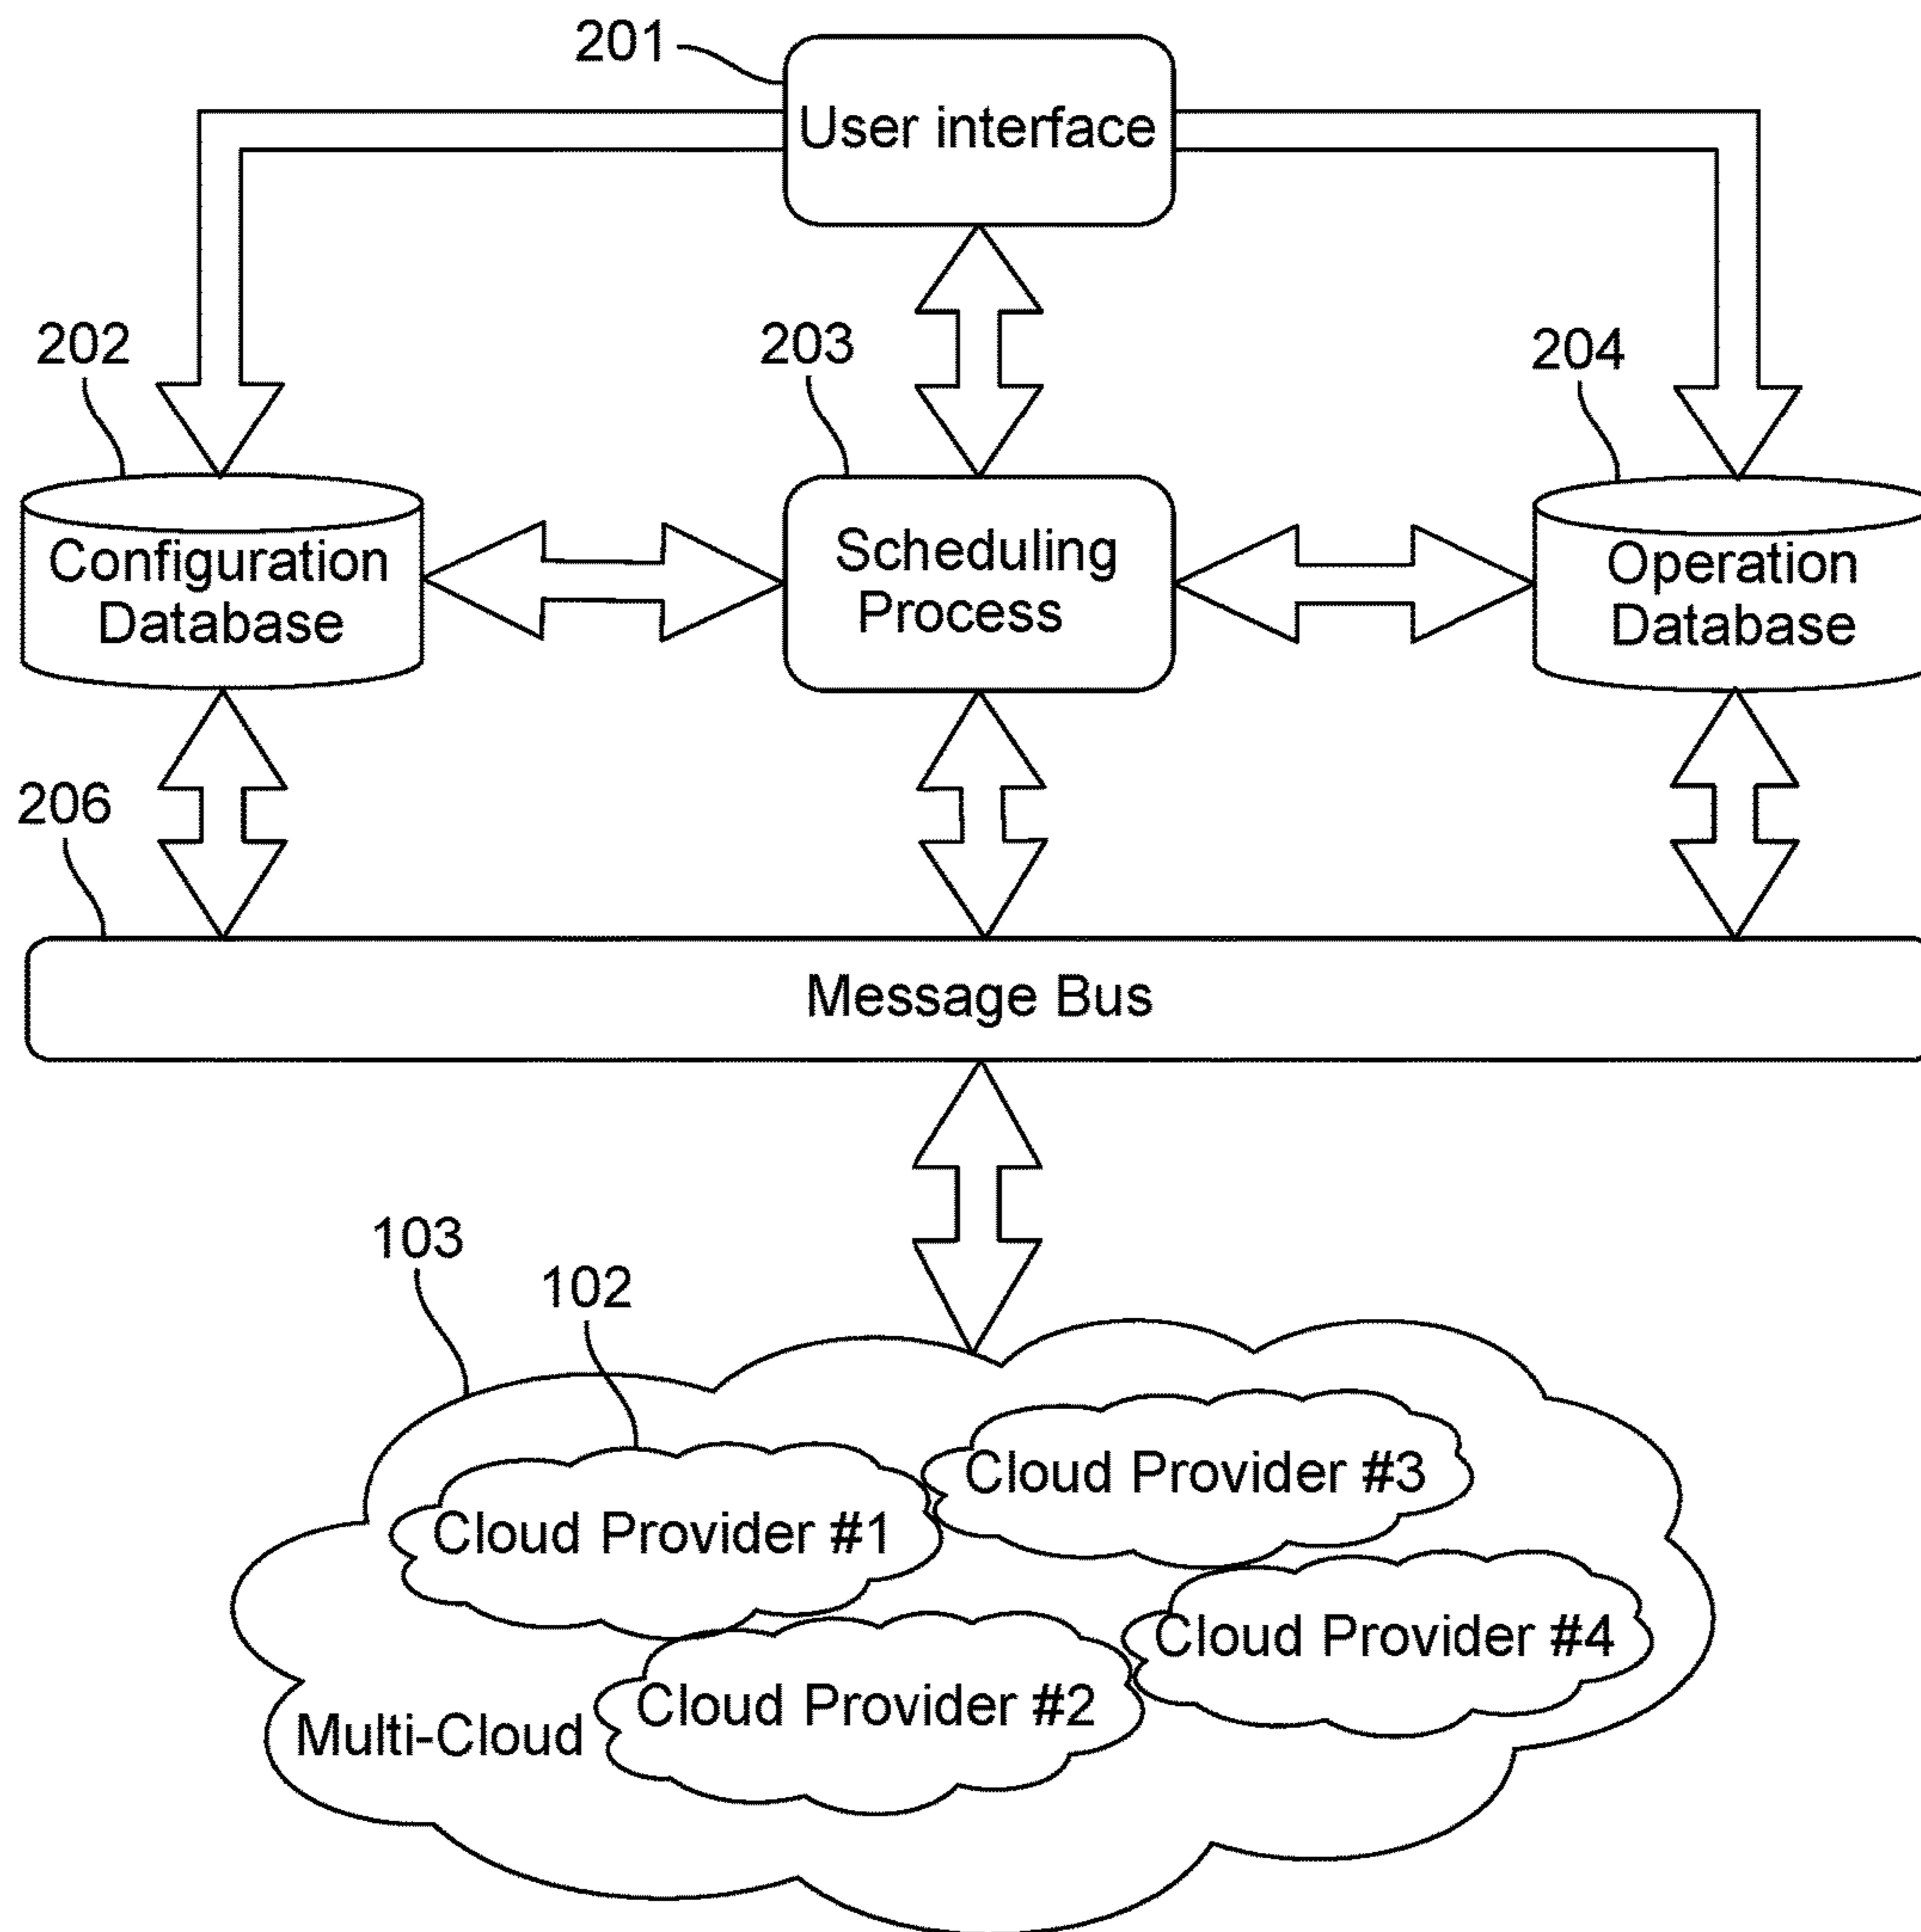 201
User interface
202
203
204
Configuration
Database
Scheduling
Process
Operation
Database
206
Message Bus
103
102
Cloud Provider #3
Cloud Provider #1
Cloud Provider #4
Cloud Provider #2
Multi-Cloud